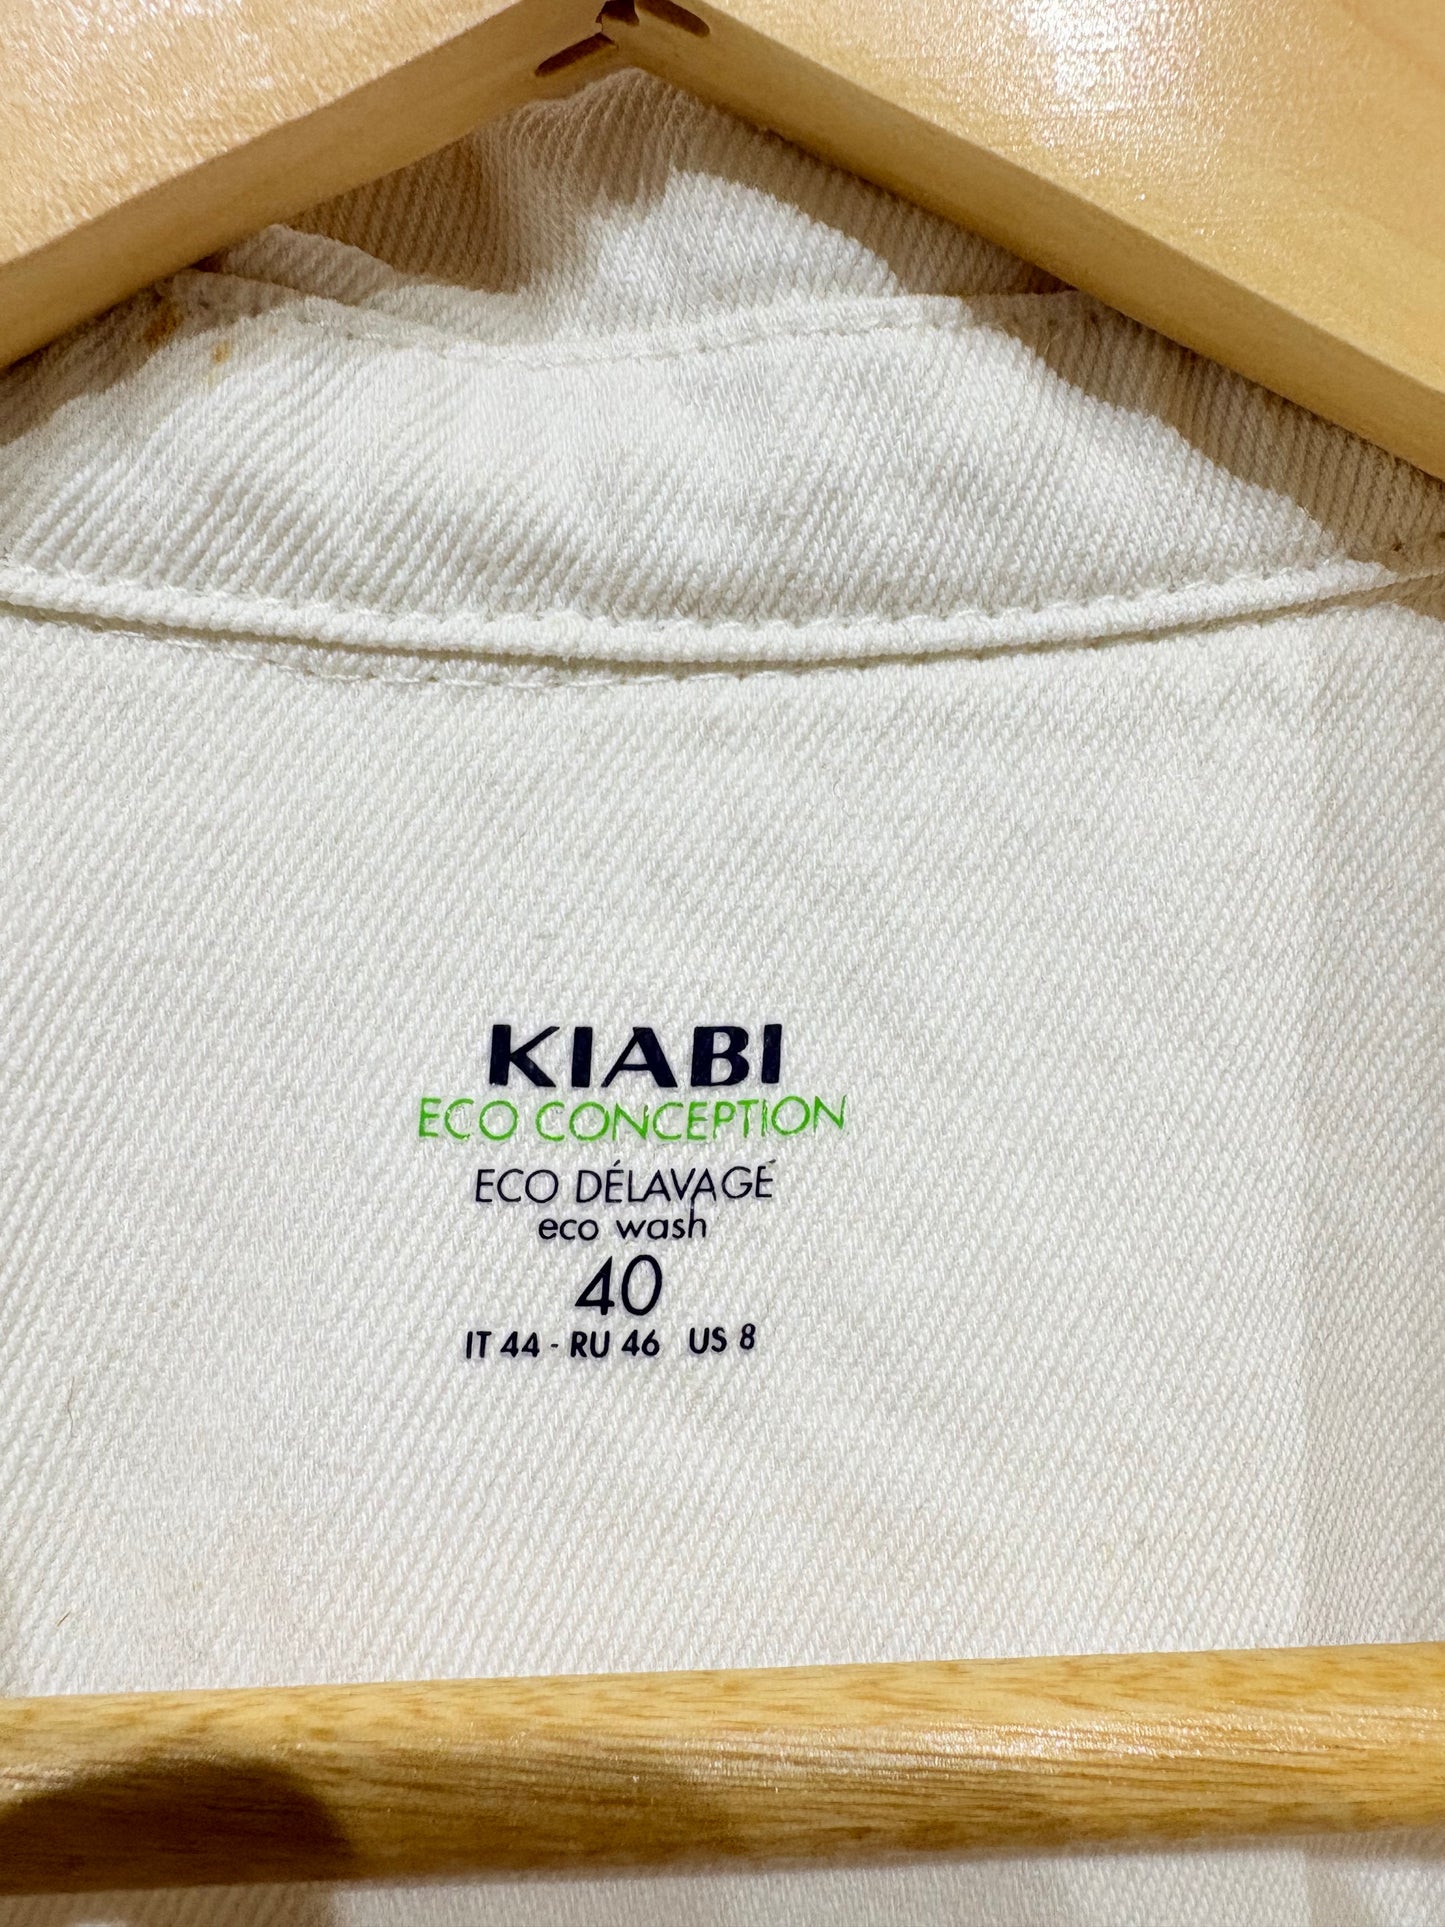 KIABI
ECO CONCEPTION
ECO DÉLAVAGE
eco wash
40
IT 44 - RU 46 US 8